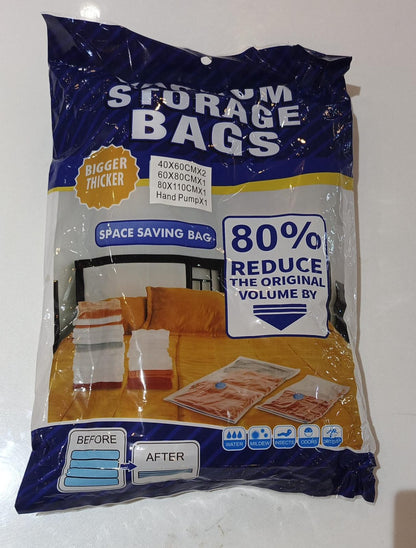 STORAGE
BAGS
BIGGER
THICKER
40X60CMX2
60X80CMX1
80X110CMX1
Hand PumpX1
SPACE SAVING BAG
80%
REDUCE
THE ORIGINAL
VOLUME BY
BEFORE
AFTER
WATER
MILDEW
INSECTS
ODORS